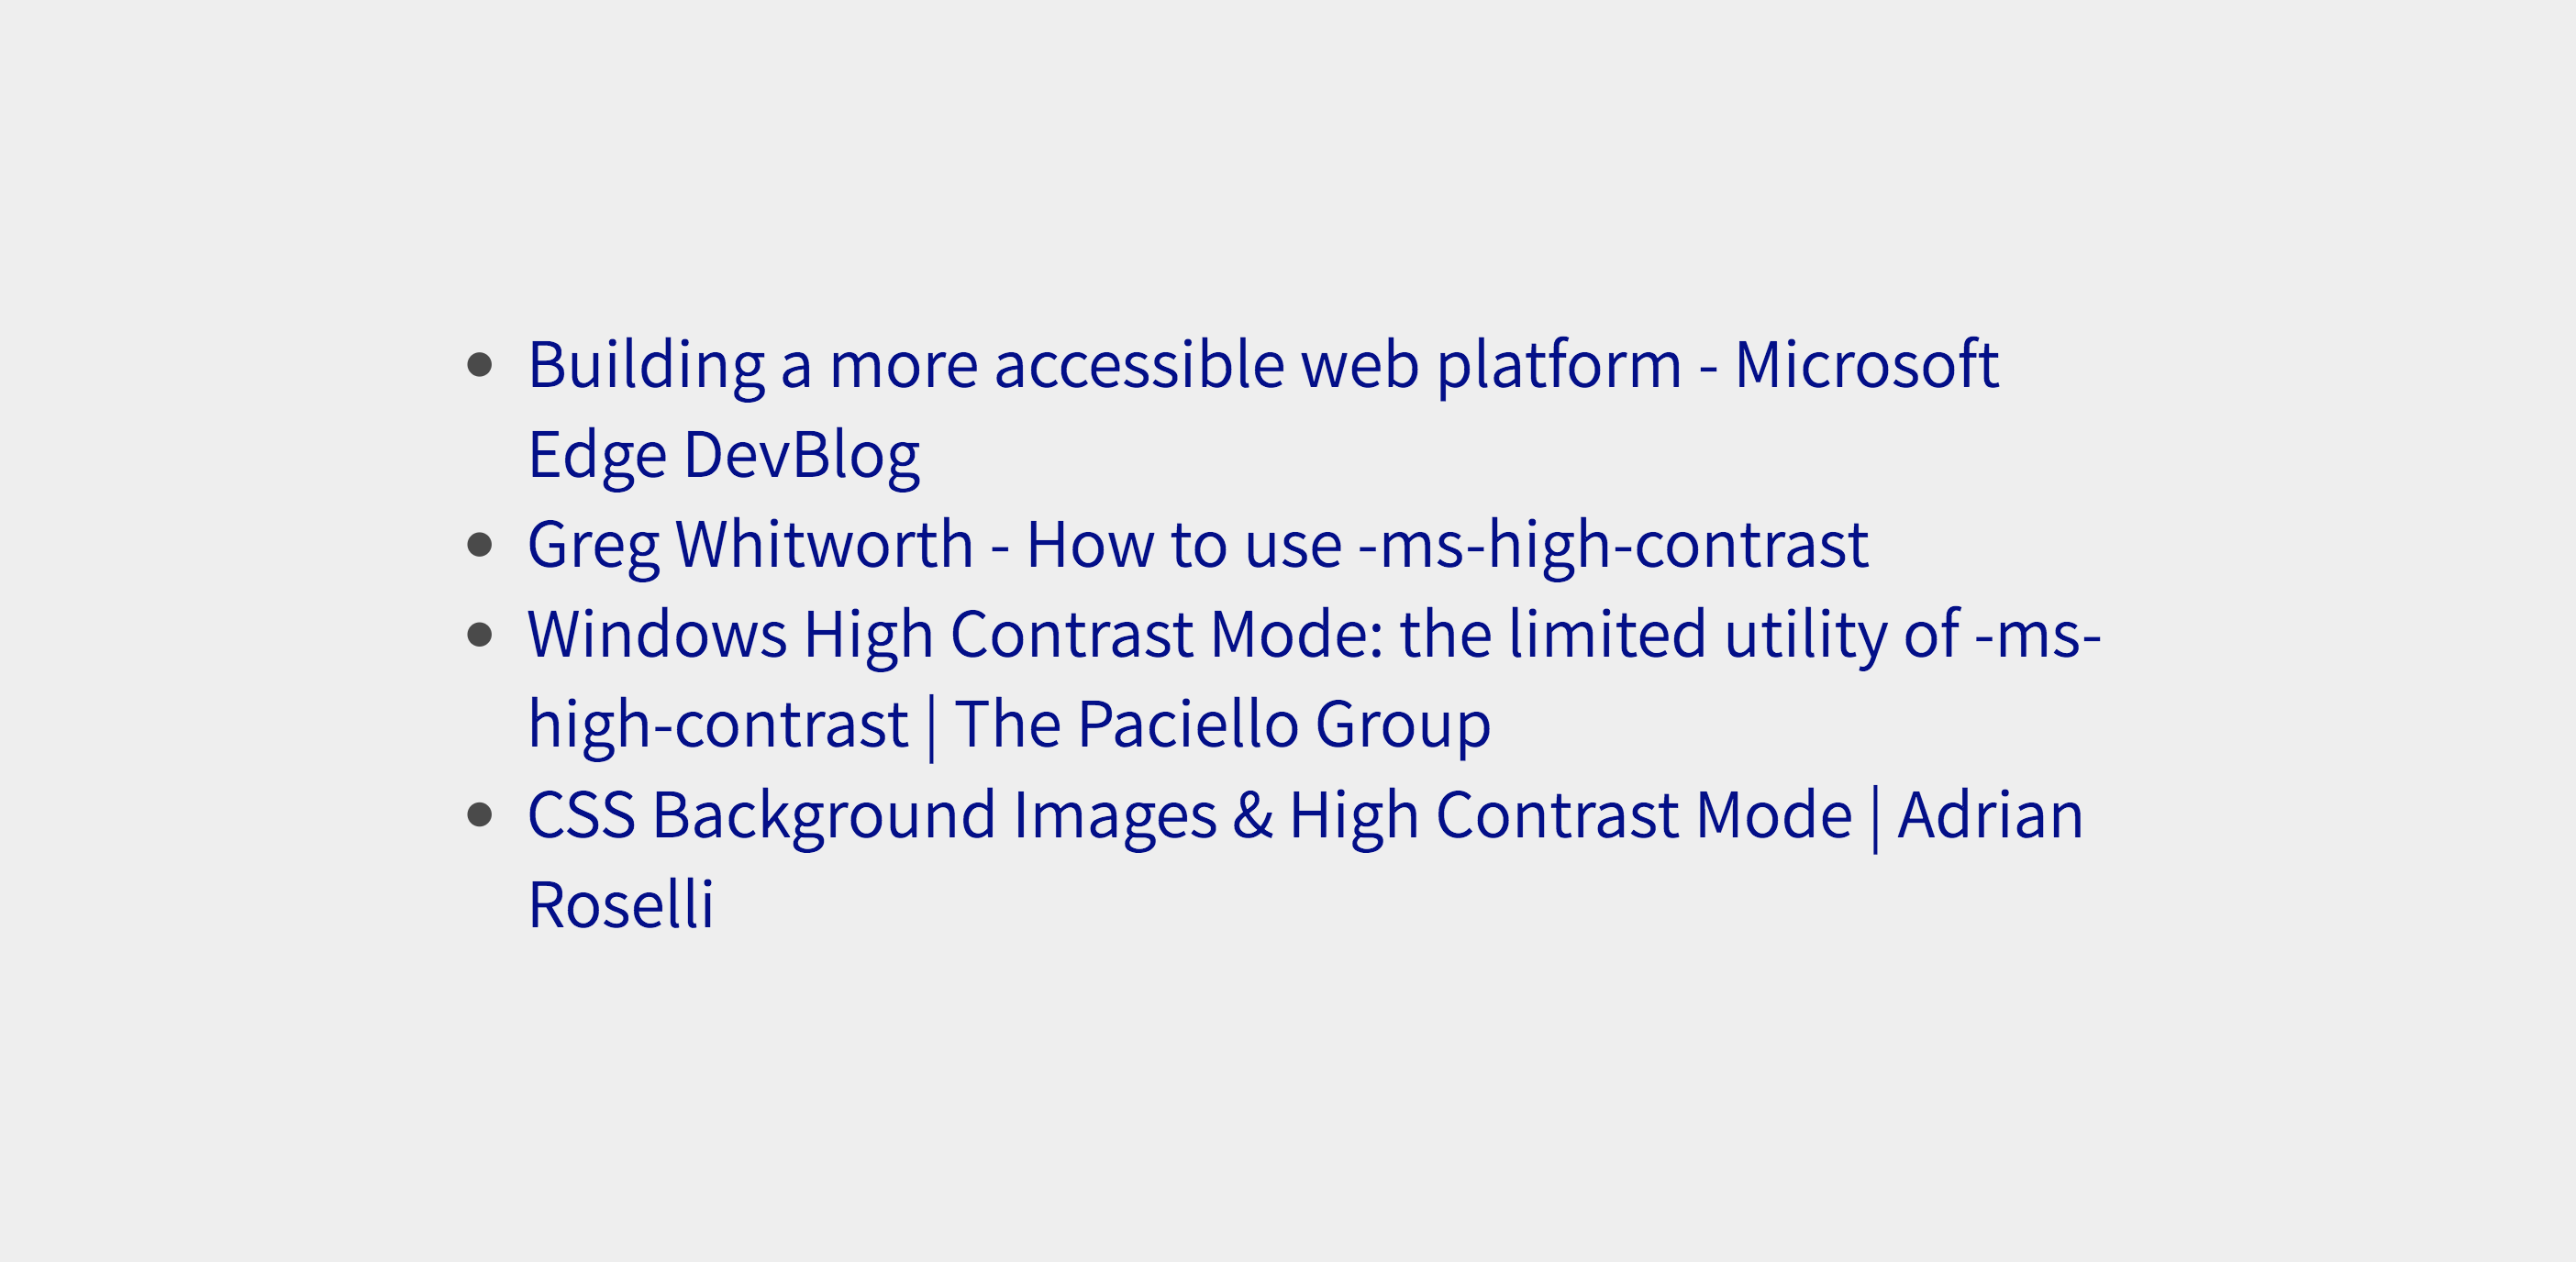 • Building a more accessible web platform - Microsoft
Edge DevBlog
• Greg Whitworth - How to use -ms-high-contrast
• Windows High Contrast Mode: the limited utility of -ms-
high-contrast | The Paciello Group
• CSS Background Images & High Contrast Mode | Adrian
Roselli